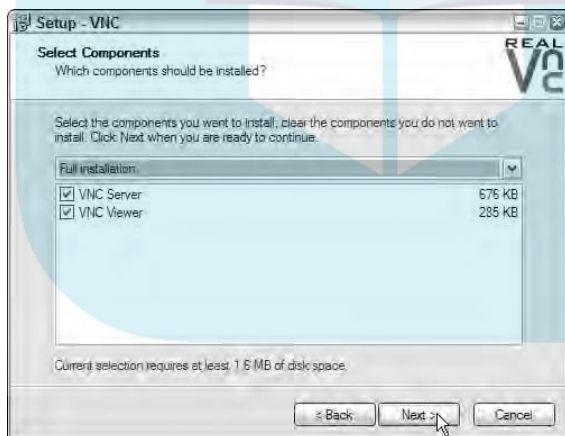 Setup - VNC
Select Components
Which components should be installed?
REAL
VNC
Select the components you want to install; clear the components you do not want to
install. Click Next when you are ready to continue.
Full installation
VNC Server 676 KB
VNC Viewer 285 KB
Current selection requires at least 1.6 MB of disk space.
< Back
Next >
Cancel